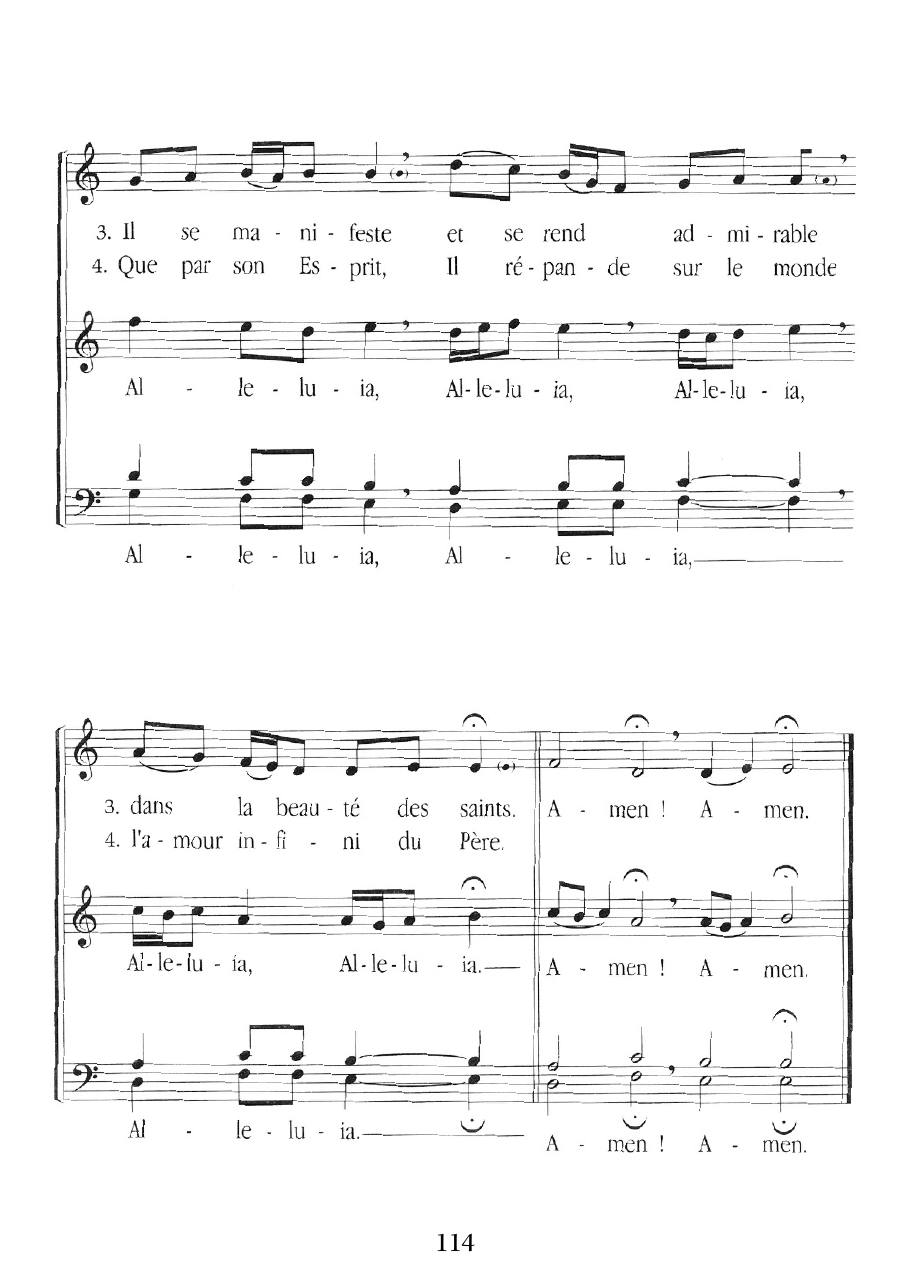 3. Il se ma - ni - feste et se rend ad - mi - rable
4. Que par son Es - prit, Il ré - pan - de sur le monde
Al - le - lu - ia, Al - le - lu - ia, Al - le - lu - ia,
Al - le - lu - ia, Al - le - lu - ia,
3. dans la beau - té des saints. A - men ! A - men.
4. l'a - mour in - fi - ni du Père.
Al - le - lu - ia, Al - le - lu - ia. A - men ! A - men.
Al - le - lu - ia.
A - men ! A - men.
114